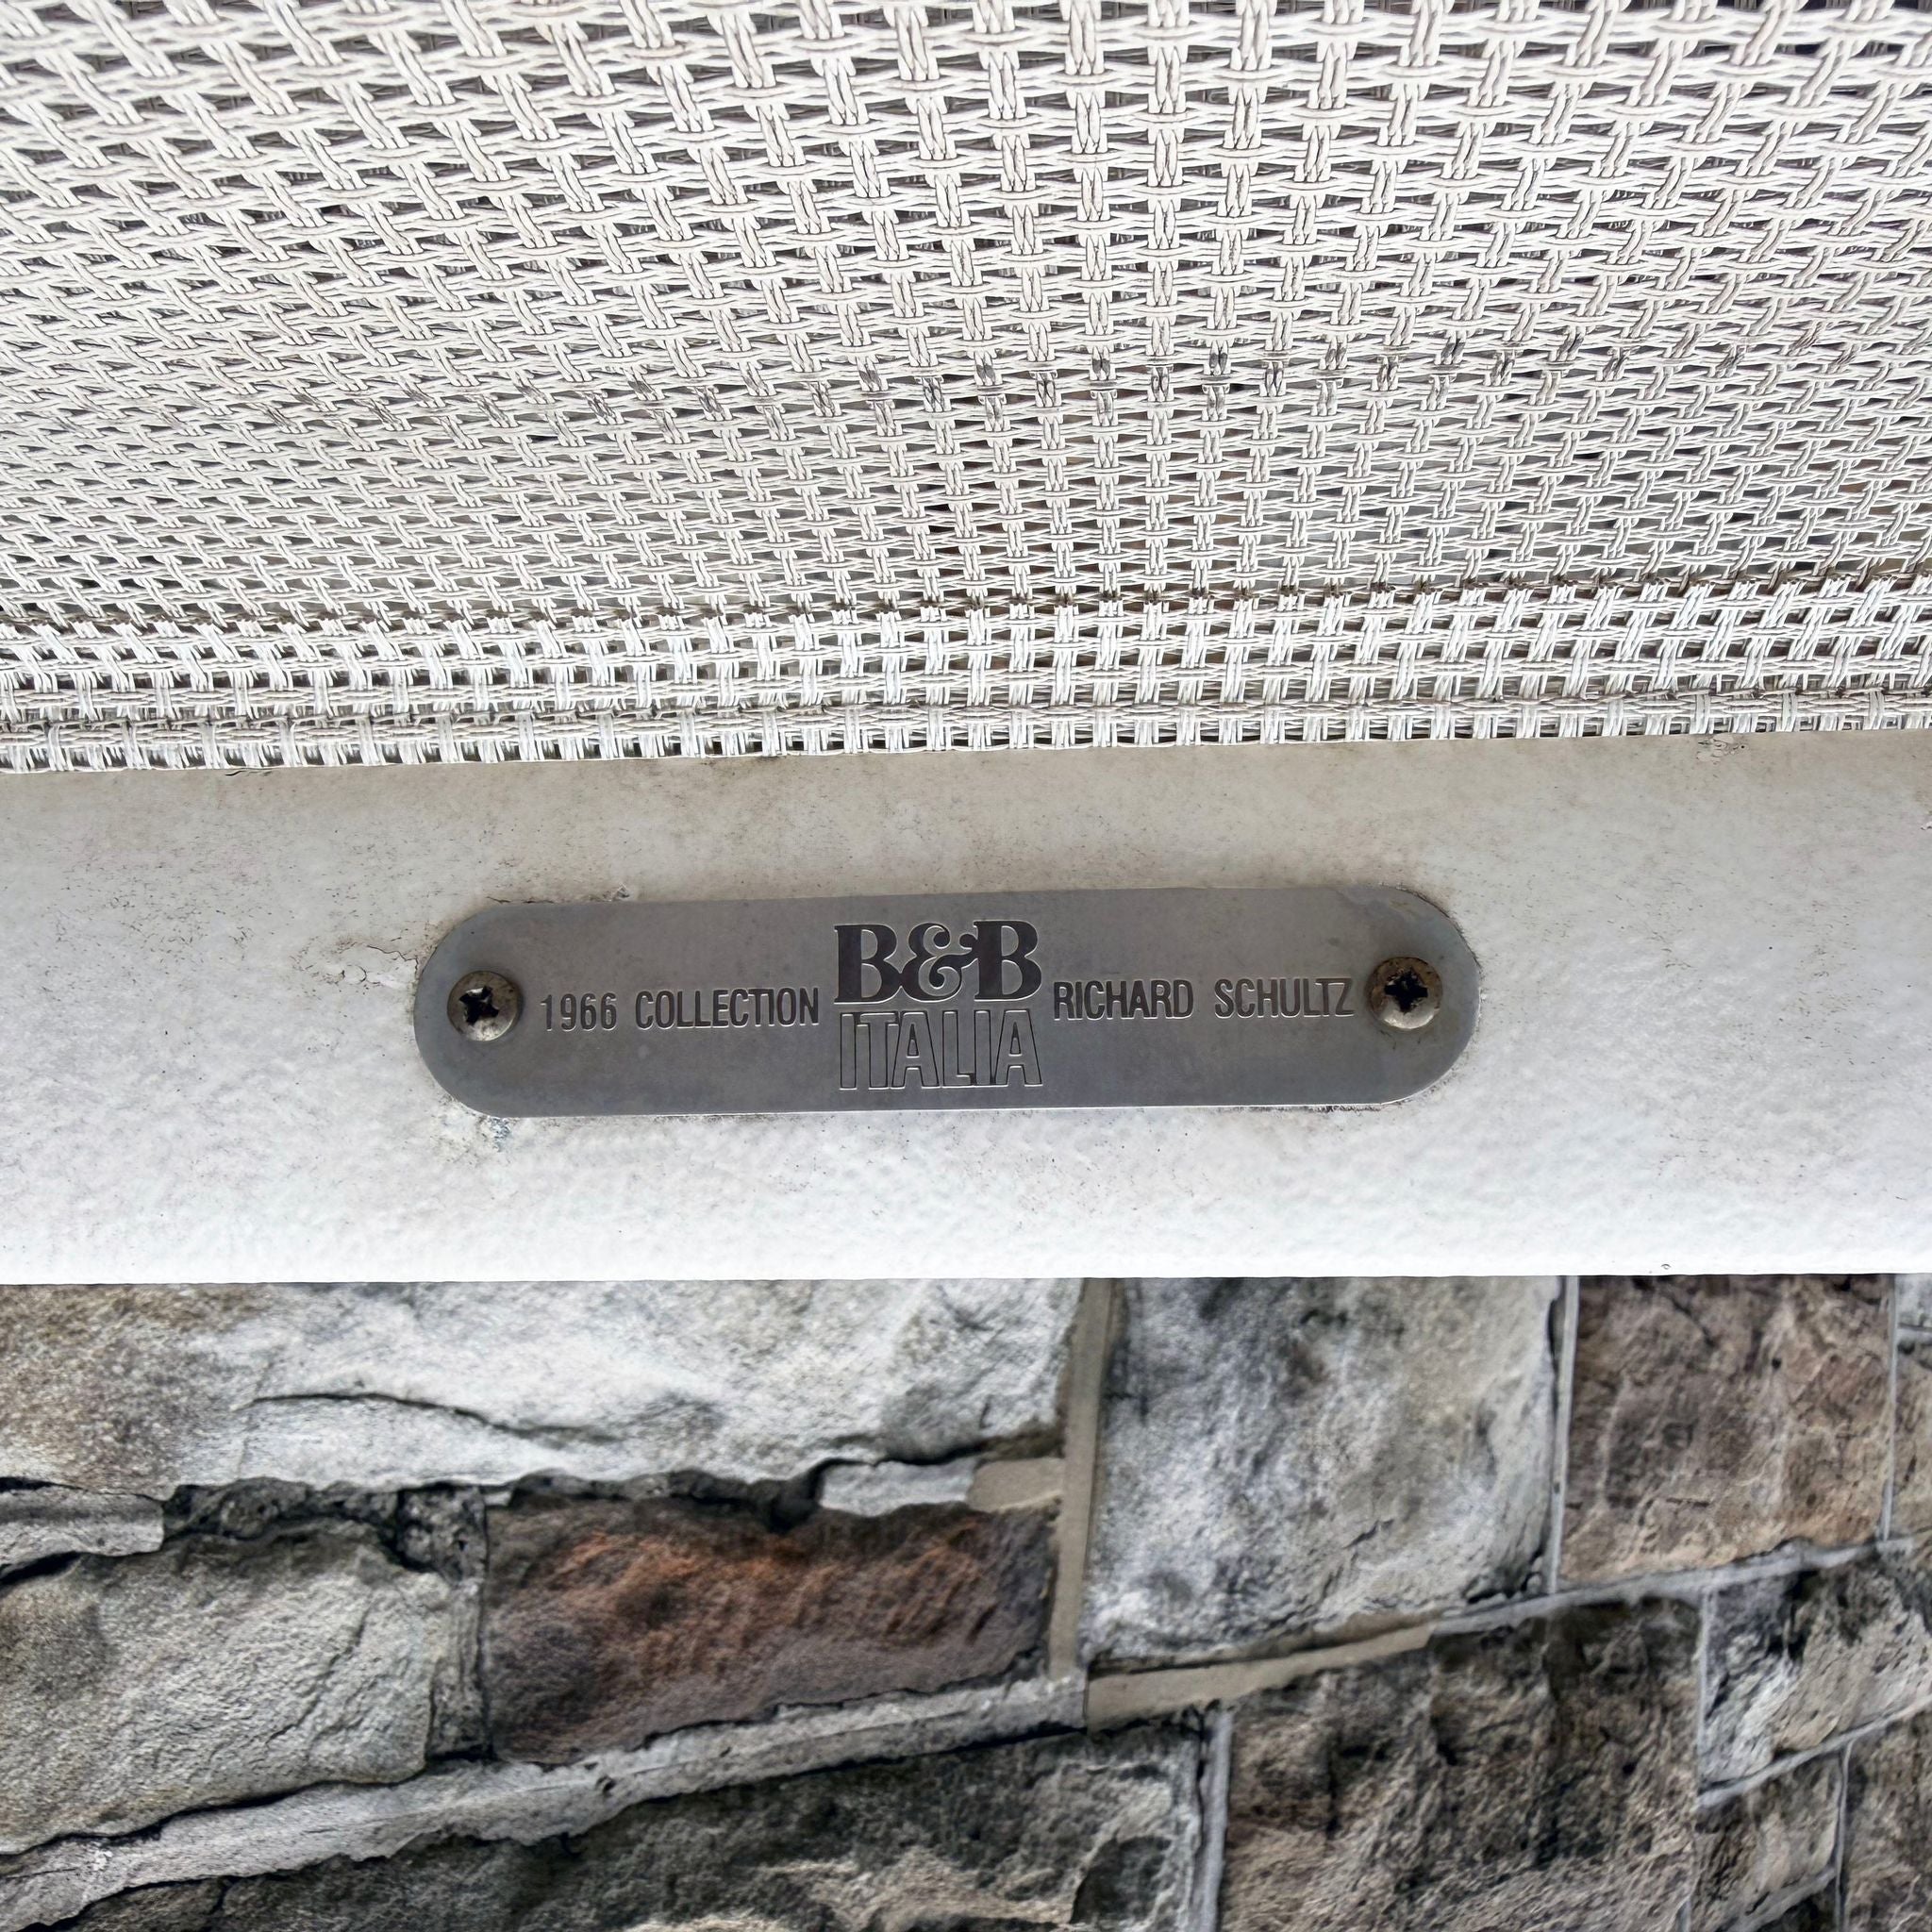 1966 COLLECTION B&B ITALIA RICHARD SCHULTZ